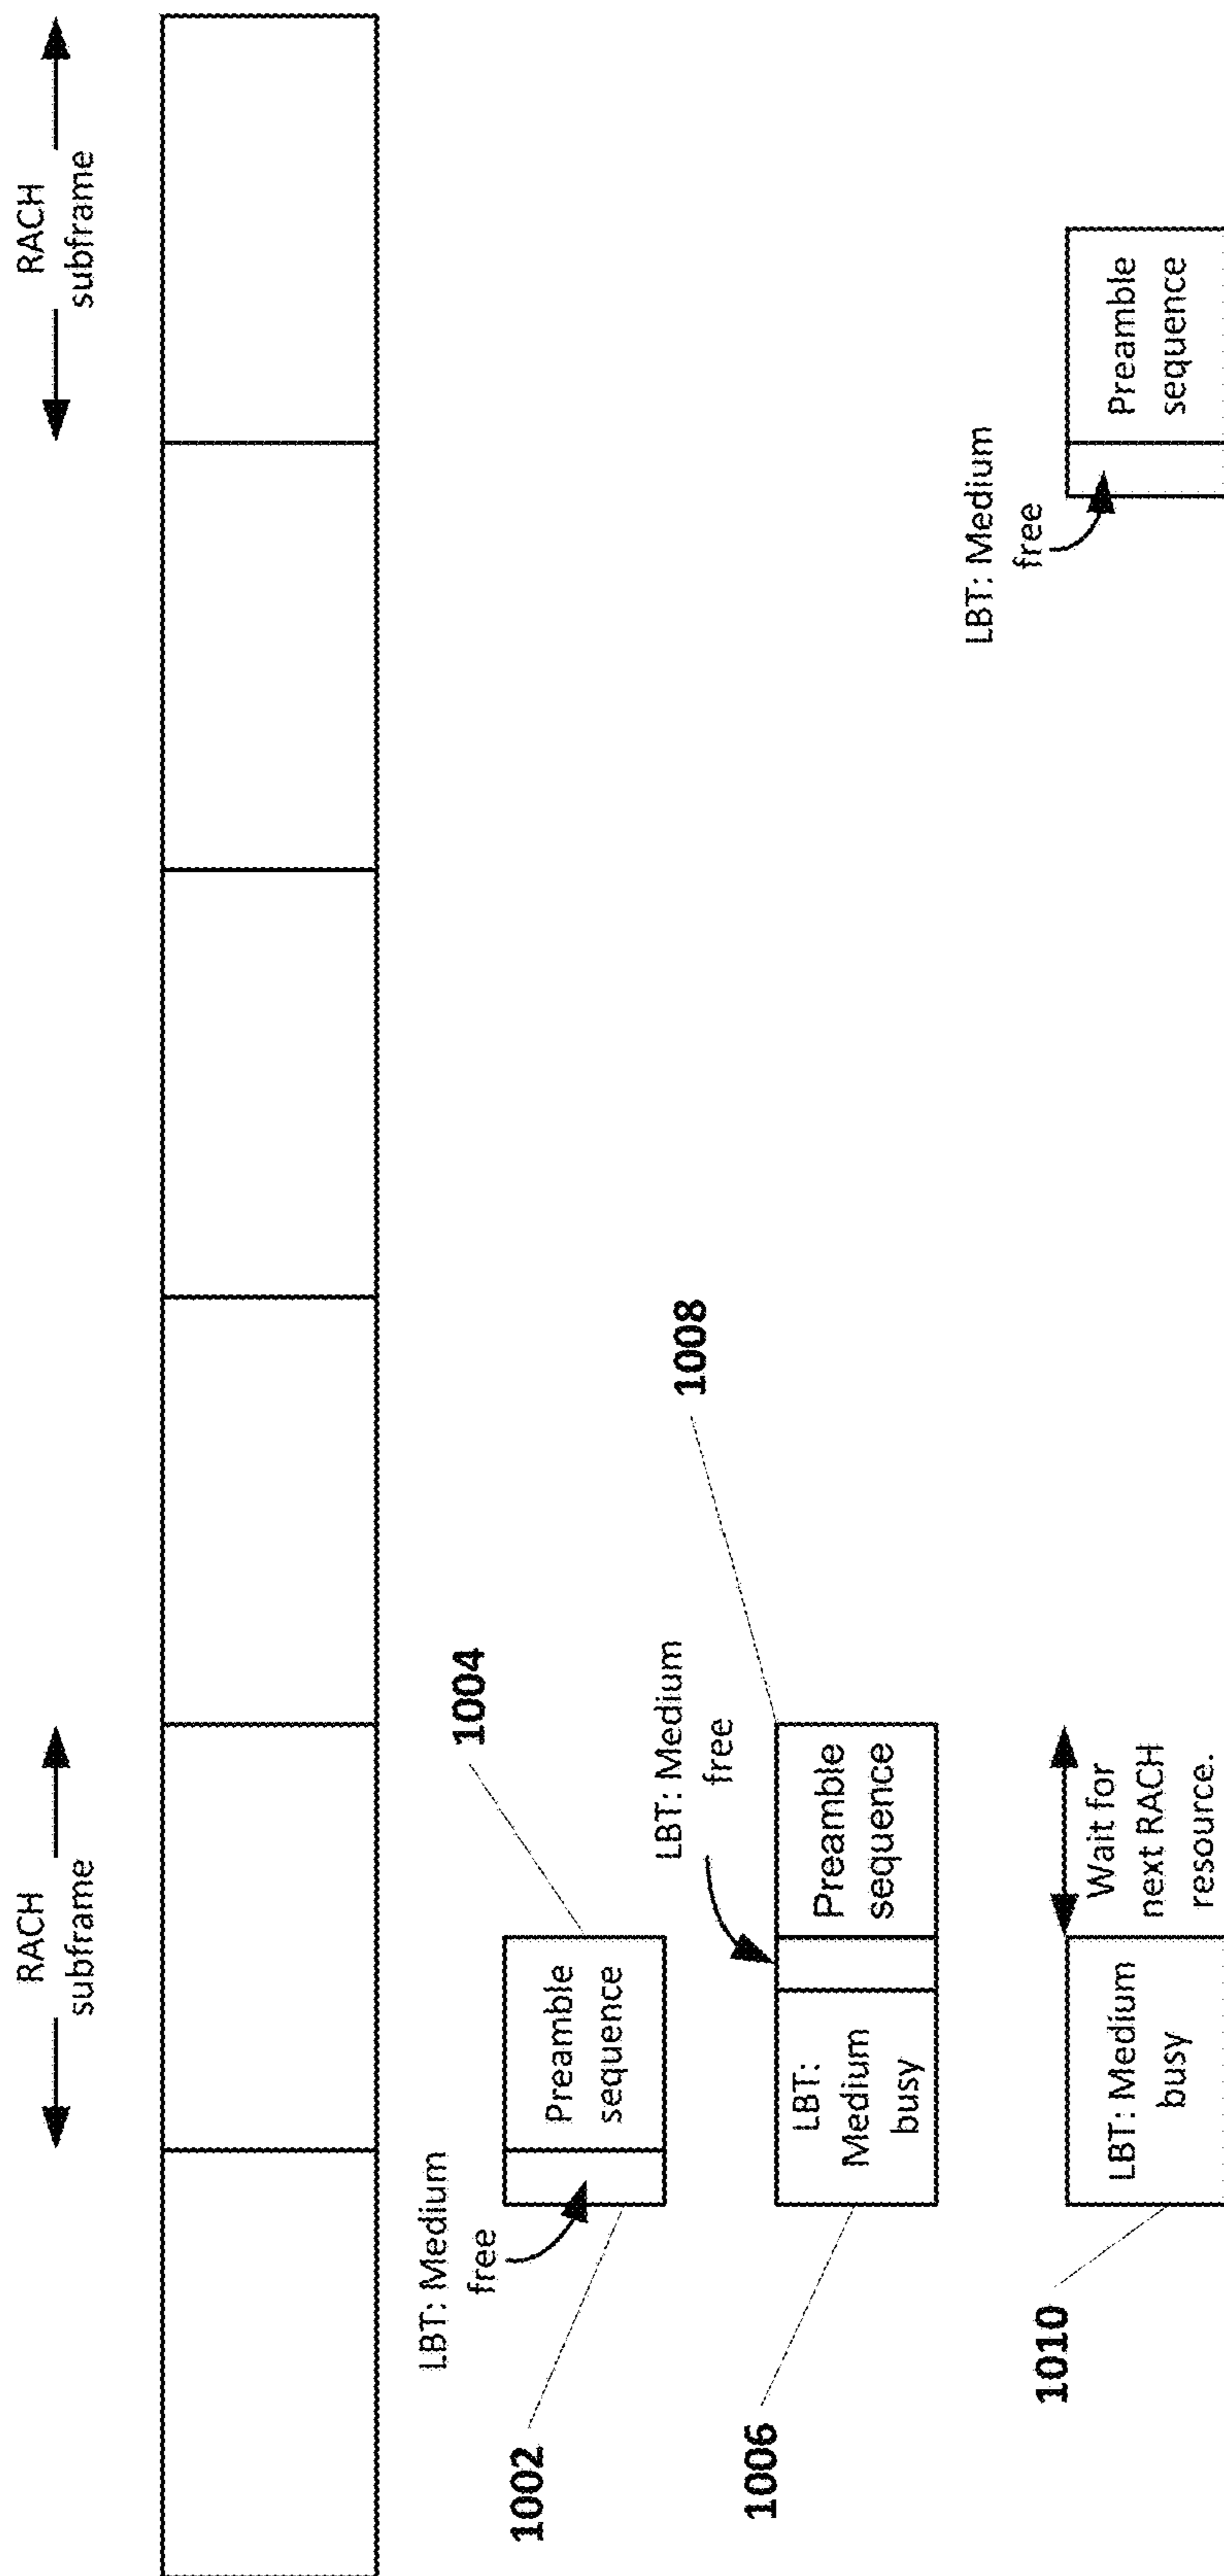 RACH
subframe
RACH
subframe
LBT: Medium
free
1002
Preamble
sequence
1004
LBT: Medium
free
1006
LBT:
Medium
busy
Preamble
sequence
1008
1010
LBT: Medium
busy
Wait for
next RACH
resource.
LBT: Medium
free
Preamble
sequence